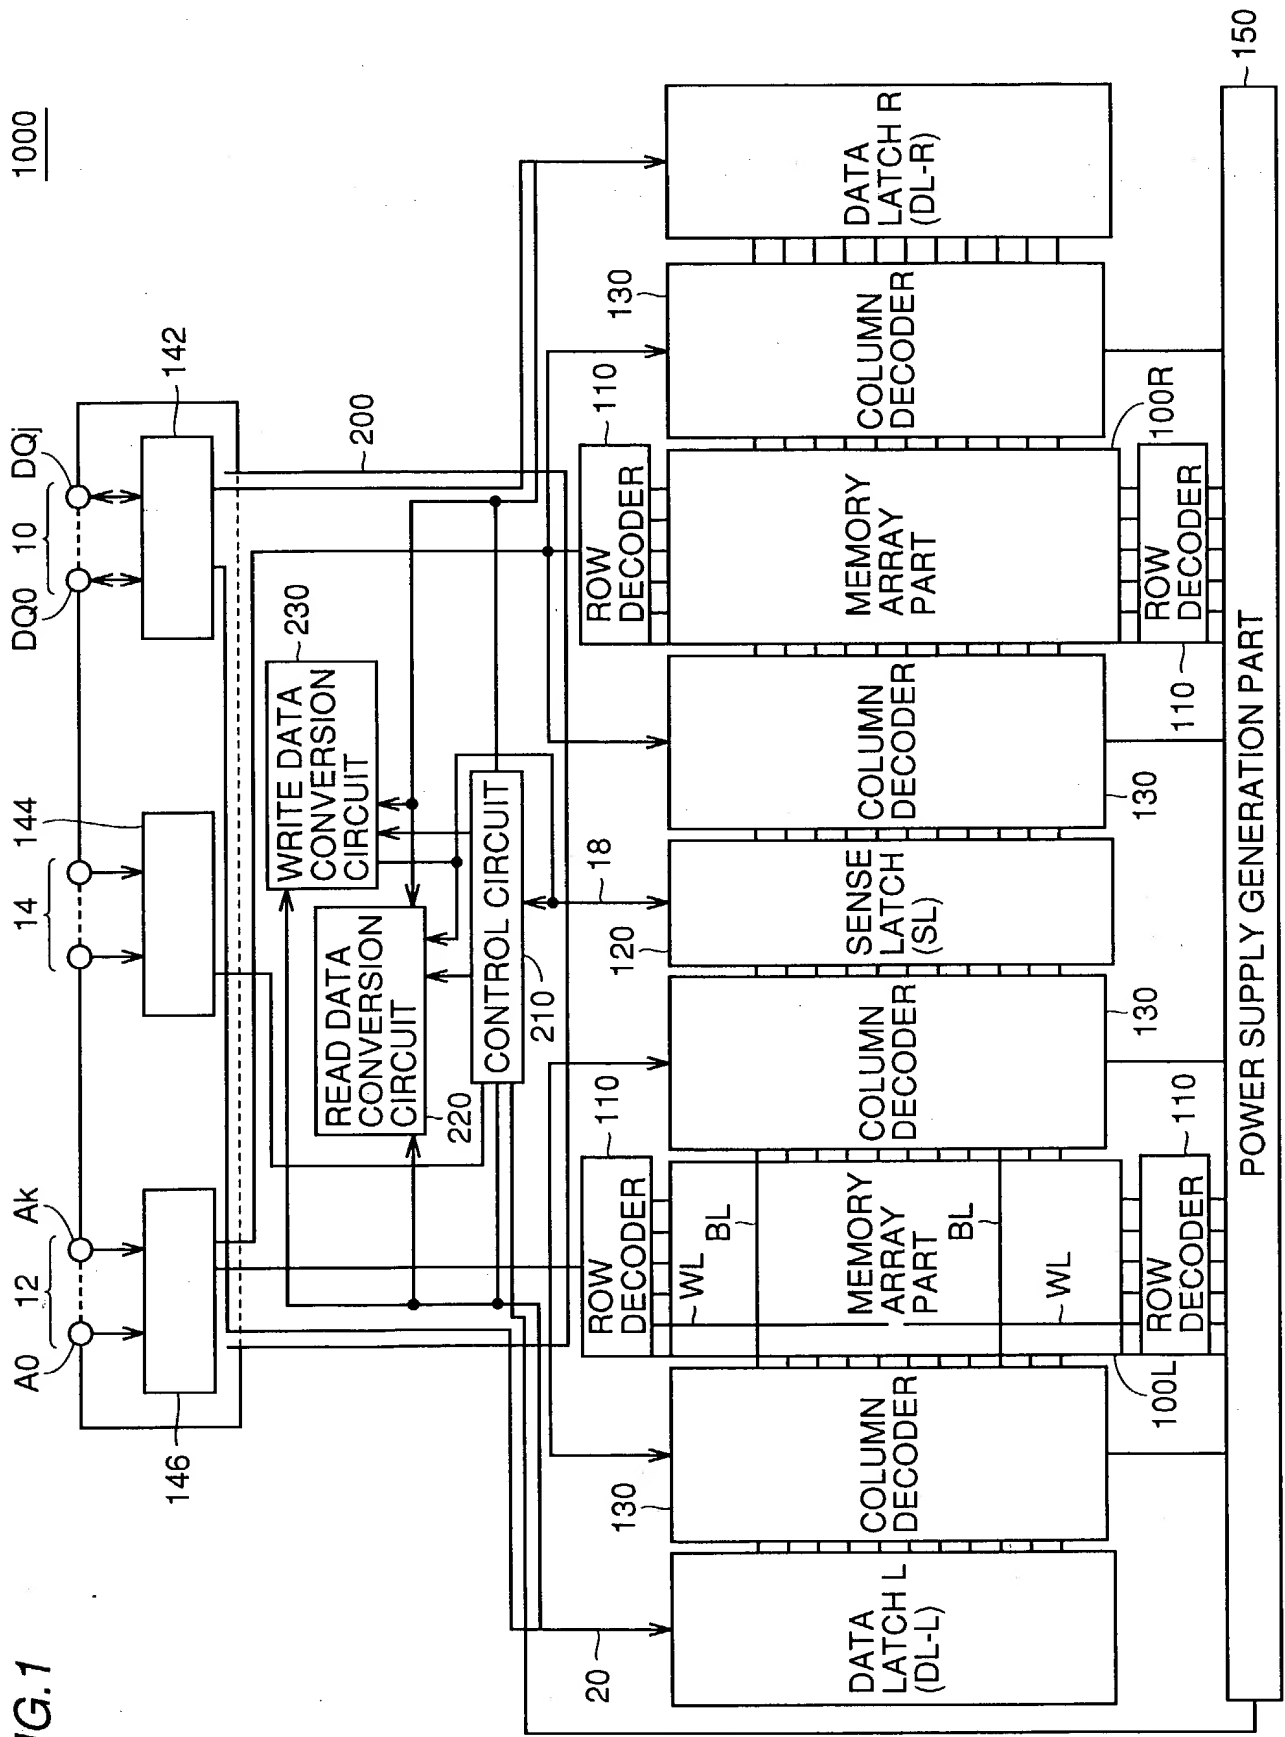 FIG.1
1000
A0
12
Ak
14
DQ0
10
DQj
146
144
142
200
READ DATA
CONVERSION
CIRCUIT
220
WRITE DATA
CONVERSION
CIRCUIT
230
CONTROL CIRCUIT
210
18
20
DATA
LATCH L
(DL-L)
130
COLUMN
DECODER
110
ROW
DECODER
WL
BL
MEMORY
ARRAY
PART
BL
WL
100L
ROW
DECODER
110
COLUMN
DECODER
130
120
SENSE
LATCH
(SL)
COLUMN
DECODER
130
110
ROW
DECODER
MEMORY
ARRAY
PART
100R
ROW
DECODER
110
130
COLUMN
DECODER
DATA
LATCH R
(DL-R)
POWER SUPPLY GENERATION PART
150